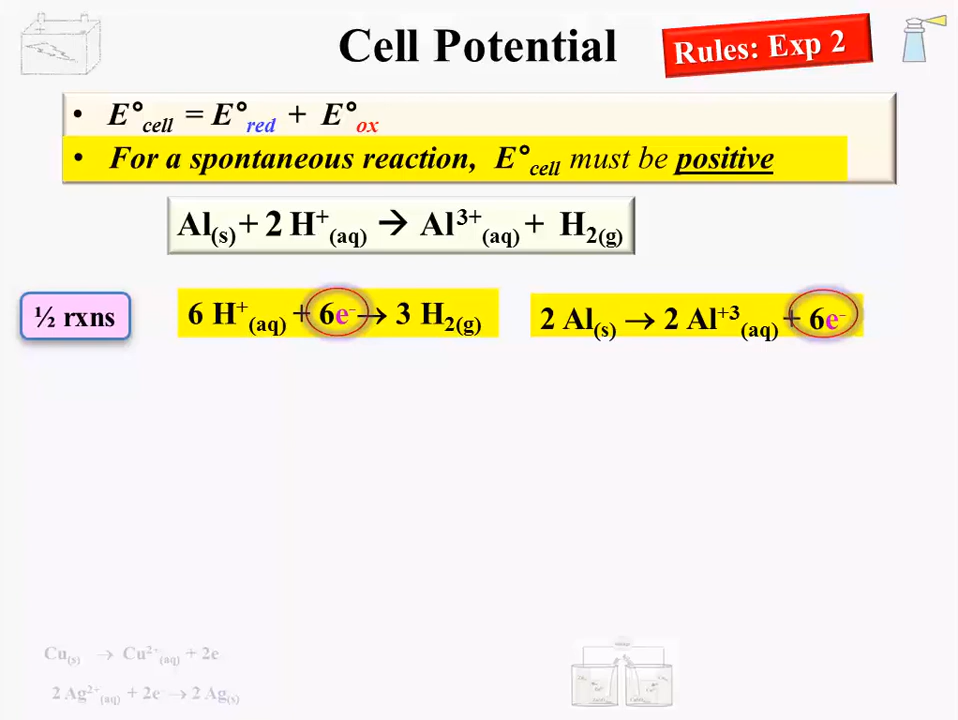 Cell Potential
Rules: Exp 2
• E°cell = E°red + E°ox
• For a spontaneous reaction, E°cell must be positive
Al(s) + 2 H⁺(aq) → Al³⁺(aq) + H₂(g)
½ rxns
6 H⁺(aq) + 6e⁻ → 3 H₂(g)
2 Al(s) → 2 Al⁺³(aq) + 6e⁻
Cu(s) → Cu²⁺(aq) + 2e
2 Ag²⁺(aq) + 2e → 2 Ag(s)